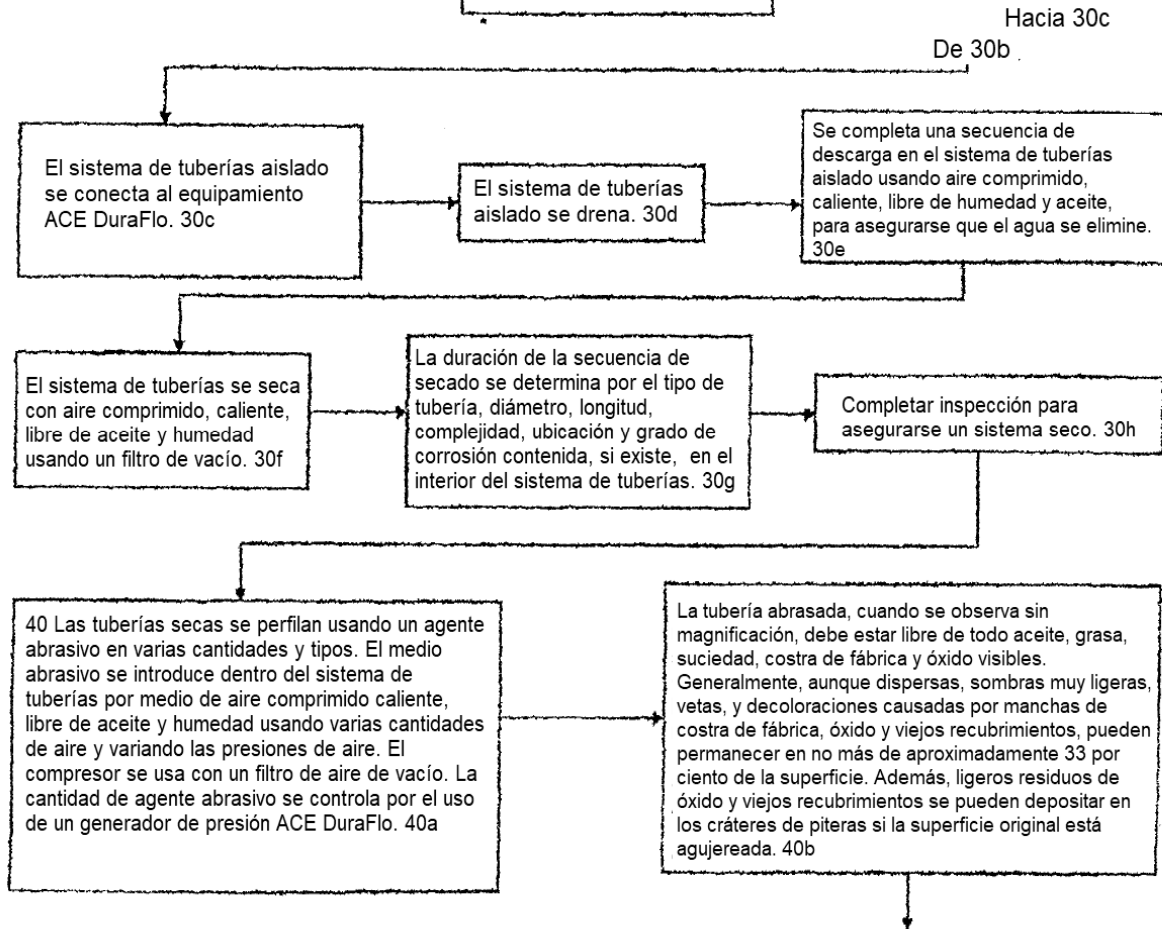 Hacia 30c
De 30b
El sistema de tuberías aislado
se conecta al equipamiento
ACE DuraFlo. 30c
El sistema de tuberías
aislado se drena. 30d
Se completa una secuencia de
descarga en el sistema de tuberías
aislado usando aire comprimido,
caliente, libre de humedad y aceite,
para asegurarse que el agua se elimine.
30e
El sistema de tuberías se seca
con aire comprimido, caliente,
libre de aceite y humedad
usando un filtro de vacío. 30f
La duración de la secuencia de
secado se determina por el tipo de
tubería, diámetro, longitud,
complejidad, ubicación y grado de
corrosión contenida, si existe, en el
interior del sistema de tuberías. 30g
Completar inspección para
asegurarse un sistema seco. 30h
40 Las tuberías secas se perfilan usando un agente
abrasivo en varias cantidades y tipos. El medio
abrasivo se introduce dentro del sistema de
tuberías por medio de aire comprimido caliente,
libre de aceite y humedad usando varias cantidades
de aire y variando las presiones de aire. El
compresor se usa con un filtro de aire de vacío. La
cantidad de agente abrasivo se controla por el uso
de un generador de presión ACE DuraFlo. 40a
La tubería abrasada, cuando se observa sin
magnificación, debe estar libre de todo aceite, grasa,
suciedad, costra de fábrica y óxido visibles.
Generalmente, aunque dispersas, sombras muy ligeras,
vetas, y decoloraciones causadas por manchas de
costra de fábrica, óxido y viejos recubrimientos, pueden
permanecer en no más de aproximadamente 33 por
ciento de la superficie. Además, ligeros residuos de
óxido y viejos recubrimientos se pueden depositar en
los cráteres de piteras si la superficie original está
agujereada. 40b